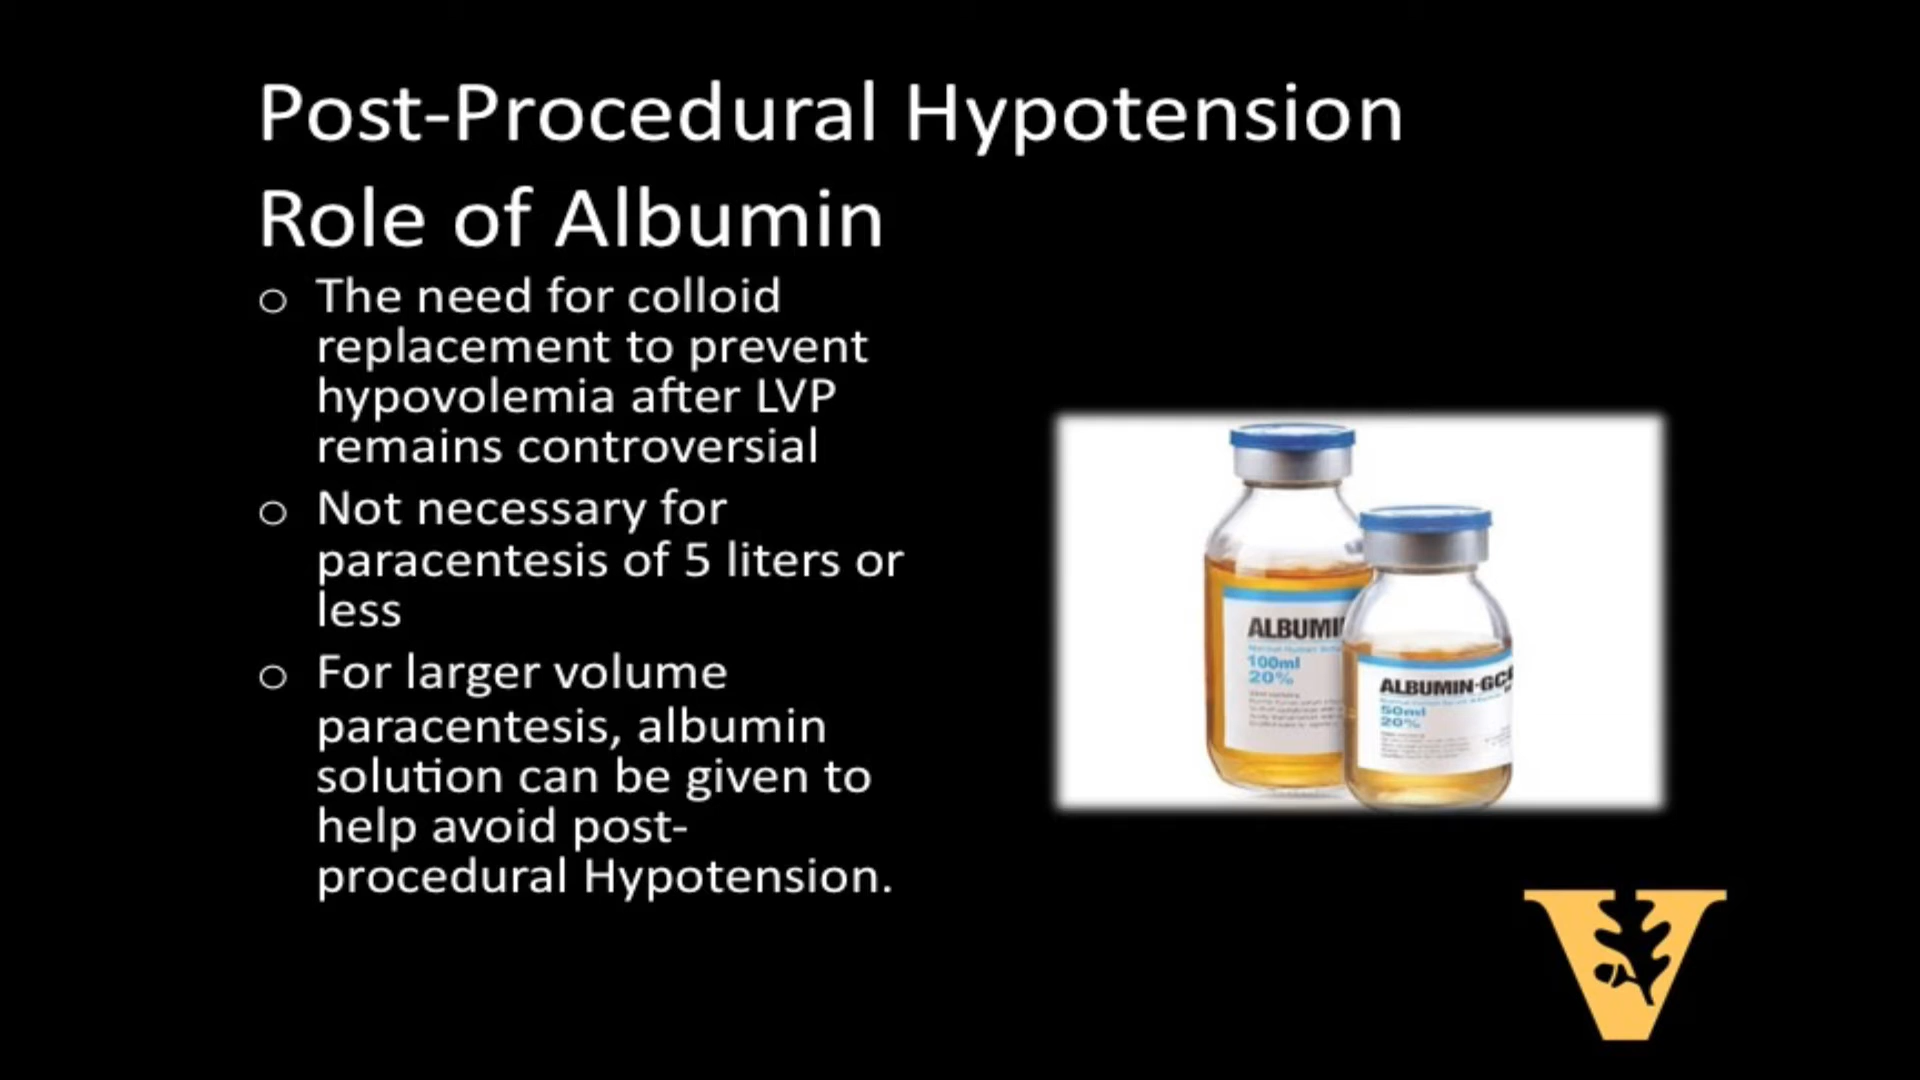 Post-Procedural Hypotension
Role of Albumin
o The need for colloid
replacement to prevent
hypovolemia after LVP
remains controversial
o Not necessary for
paracentesis of 5 liters or
less
o For larger volume
paracentesis, albumin
solution can be given to
help avoid post-
procedural Hypotension.
ALBUMI
100ml
20%
ALBUMIN-GC
50ml
20%
V